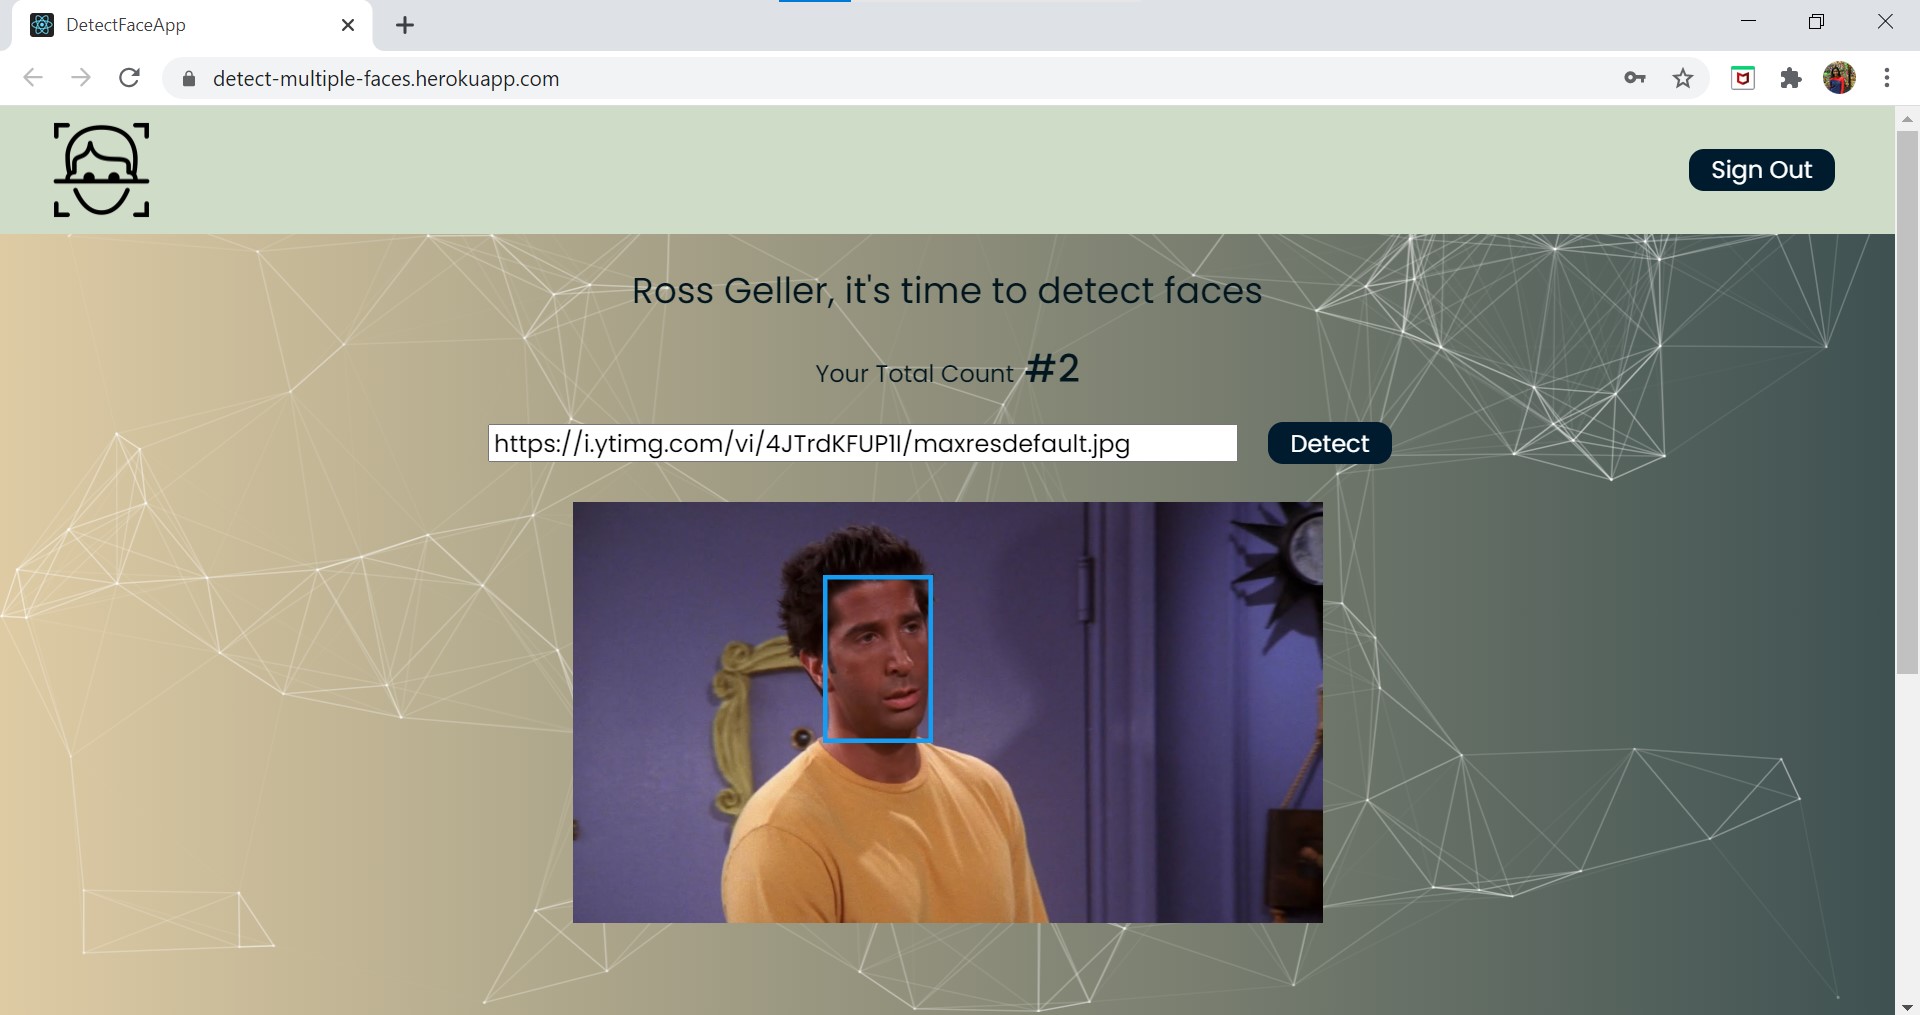 DetectFaceApp
detect-multiple-faces.herokuapp.com
Sign Out
Ross Geller, it's time to detect faces
Your Total Count #2
https://i.ytimg.com/vi/4JTrdKFUP1I/maxresdefault.jpg
Detect